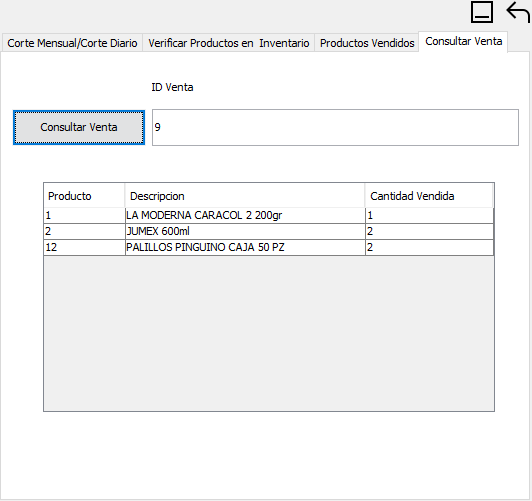 Corte Mensual/Corte Diario Verificar Productos en Inventario Productos Vendidos Consultar Venta
ID Venta
Consultar Venta 9
Producto Descripcion Cantidad Vendida
1 LA MODERNA CARACOL 2 200gr 1
2 JUMEX 600ml 2
12 PALILLOS PINGUINO CAJA 50 PZ 2